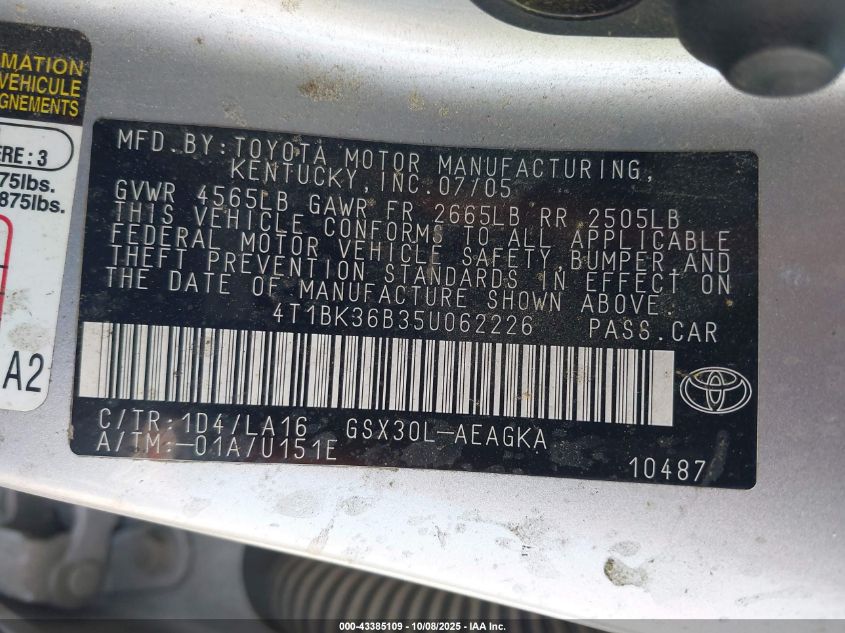 MATION
VÉHICULE
GNEMENTS
ERE : 3
75lbs.
875lbs.
A2
MFD. BY: TOYOTA MOTOR MANUFACTURING,
KENTUCKY, INC. 07/05
GVWR 4565LB GAWR FR 2665LB RR 2505LB
THIS VEHICLE CONFORMS TO ALL APPLICABLE
FEDERAL MOTOR VEHICLE SAFETY, BUMPER AND
THEFT PREVENTION STANDARDS IN EFFECT ON
THE DATE OF MANUFACTURE SHOWN ABOVE.
4T1BK36B35U062226 PASS.CAR
C/TR: 1D4/LA16 GSX30L-AEAGKA
A/TM:-01A/U151E
10487
000-43385109 - 10/08/2025 - IAA Inc.